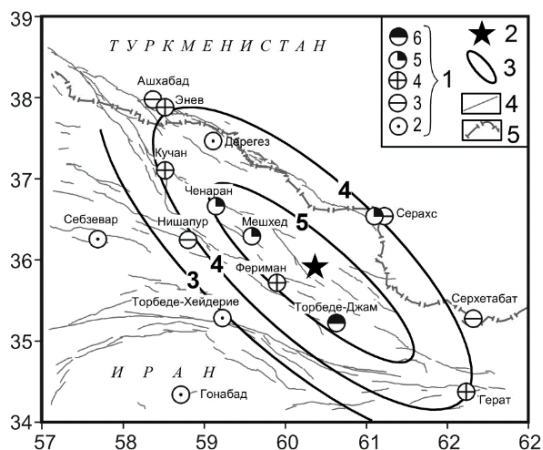 39
38
37
36
35
34
57
58
59
60
61
62
62
ТУРКМЕНИСТАН
Ашхабад
Энев
Дерегез
Кучан
Ченаран
Себзевар
Нишапур
Мешхед
Серахс
Фериман
Торбеде-Хейдерие
Торбеде-Джам
Серхетабат
ИРАН
Гонабад
Герат
4
5
4
3
6
5
4
3
2
1
2
3
4
5